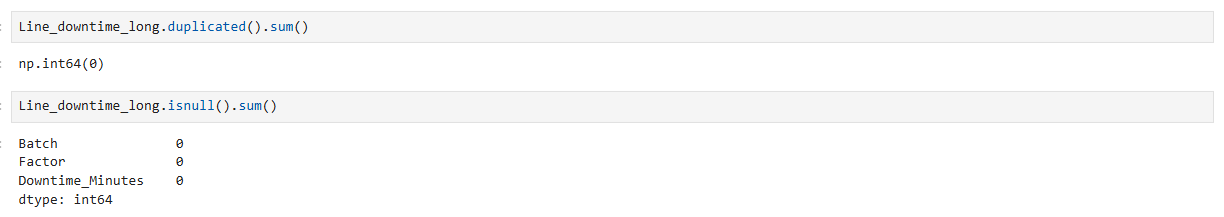 Line_downtime_long.duplicated().sum()
np.int64(0)
Line_downtime_long.isnull().sum()
Batch 0
Factor 0
Downtime_Minutes 0
dtype: int64